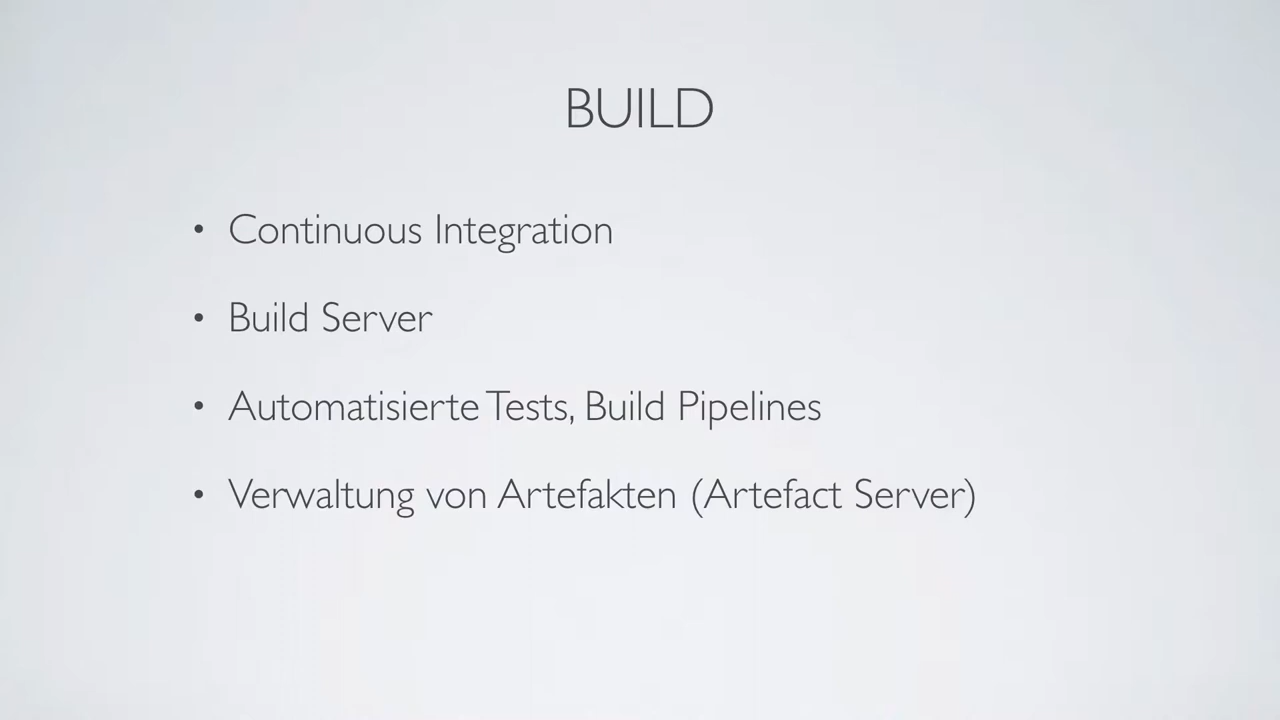 BUILD
• Continuous Integration
• Build Server
• Automatisierte Tests, Build Pipelines
• Verwaltung von Artefakten (Artefact Server)